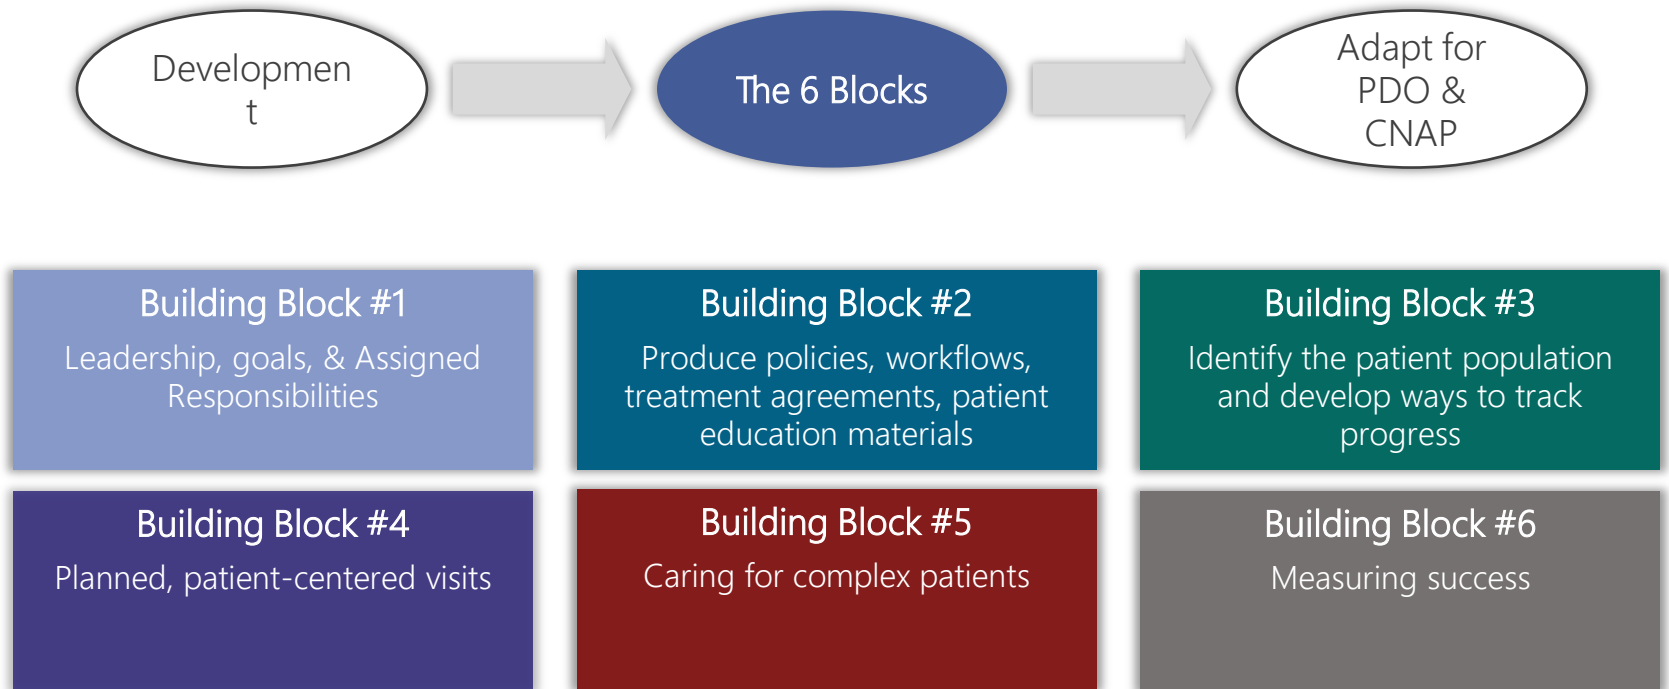 Developmen
t
The 6 Blocks
Adapt for
PDO &
CNAP
Building Block #1
Leadership, goals, & Assigned
Responsibilities
Building Block #2
Produce policies, workflows,
treatment agreements, patient
education materials
Building Block #3
Identify the patient population
and develop ways to track
progress
Building Block #4
Planned, patient-centered visits
Building Block #5
Caring for complex patients
Building Block #6
Measuring success